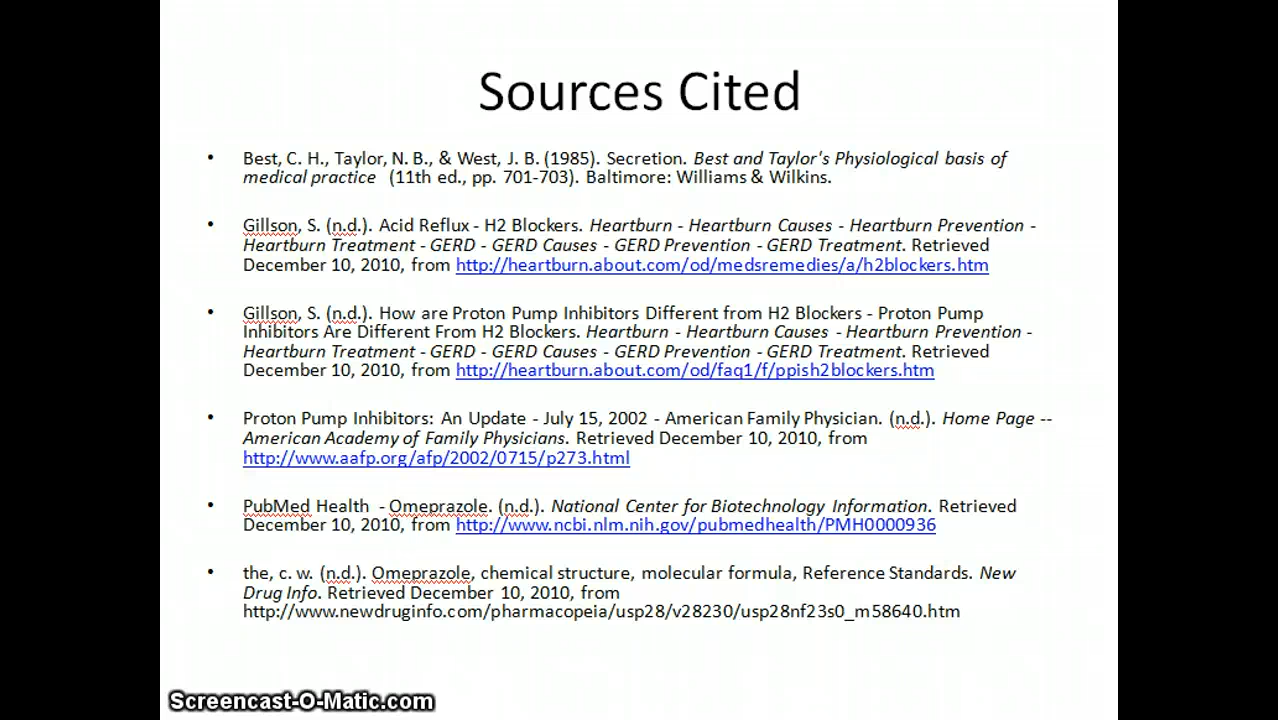 Sources Cited
• Best, C. H., Taylor, N. B., & West, J. B. (1985). Secretion. Best and Taylor's Physiological basis of
medical practice (11th ed., pp. 701-703). Baltimore: Williams & Wilkins.
• Gillson, S. (n.d.). Acid Reflux - H2 Blockers. Heartburn - Heartburn Causes - Heartburn Prevention -
Heartburn Treatment - GERD - GERD Causes - GERD Prevention - GERD Treatment. Retrieved
December 10, 2010, from http://heartburn.about.com/od/medsremedies/a/h2blockers.htm
• Gillson, S. (n.d.). How are Proton Pump Inhibitors Different from H2 Blockers - Proton Pump
Inhibitors Are Different From H2 Blockers. Heartburn - Heartburn Causes - Heartburn Prevention -
Heartburn Treatment - GERD - GERD Causes - GERD Prevention - GERD Treatment. Retrieved
December 10, 2010, from http://heartburn.about.com/od/faq1/f/ppish2blockers.htm
• Proton Pump Inhibitors: An Update - July 15, 2002 - American Family Physician. (n.d.). Home Page --
American Academy of Family Physicians. Retrieved December 10, 2010, from
http://www.aafp.org/afp/2002/0715/p273.html
• PubMed Health - Omeprazole. (n.d.). National Center for Biotechnology Information. Retrieved
December 10, 2010, from http://www.ncbi.nlm.nih.gov/pubmedhealth/PMH0000936
• the, c. w. (n.d.). Omeprazole, chemical structure, molecular formula, Reference Standards. New
Drug Info. Retrieved December 10, 2010, from
http://www.newdruginfo.com/pharmacopeia/usp28/v28230/usp28nf23s0_m58640.htm
Screencast-O-Matic.com